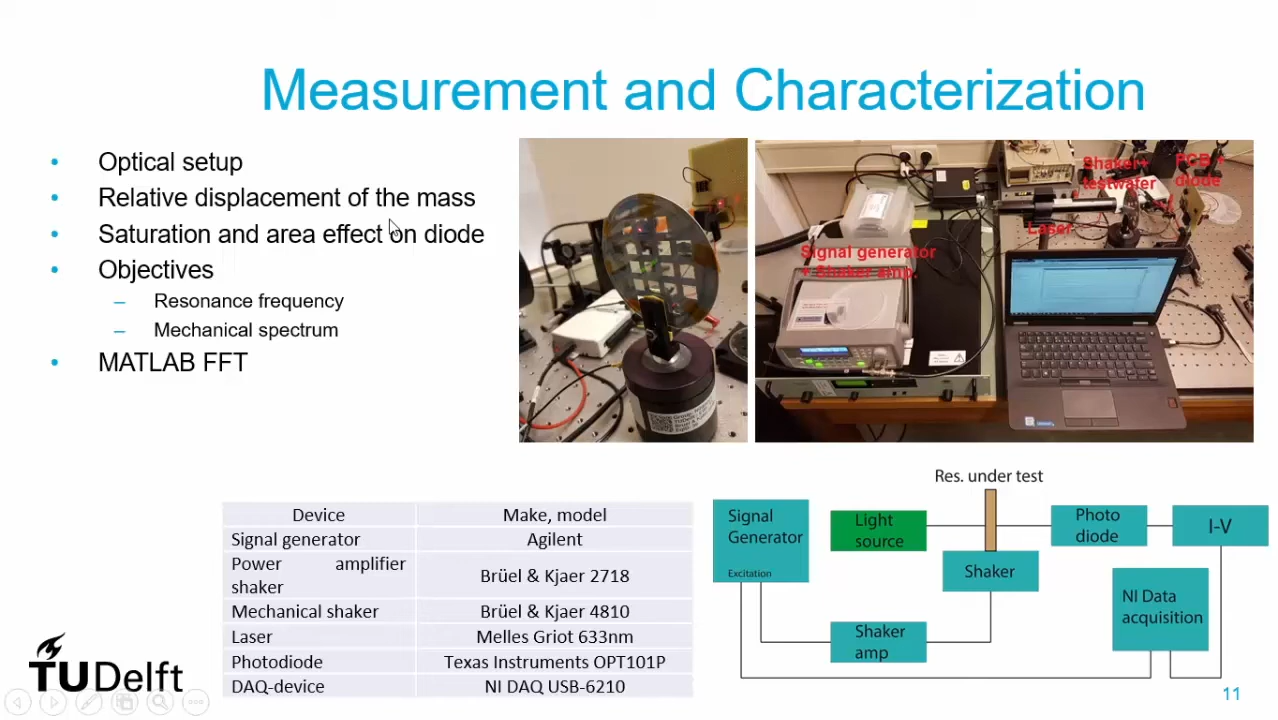 Measurement and Characterization
• Optical setup
• Relative displacement of the mass
• Saturation and area effect on diode
• Objectives
– Resonance frequency
– Mechanical spectrum
• MATLAB FFT
Shaker+
testwafer
PCB +
diode
Laser
Signal generator
+ Shaker amp.
Device Make, model
Signal generator Agilent
Power amplifier
shaker
Brüel & Kjaer 2718
Mechanical shaker Brüel & Kjaer 4810
Laser Melles Griot 633nm
Photodiode Texas Instruments OPT101P
DAQ-device NI DAQ USB-6210
Res. under test
Signal
Generator
Excitation
Light
source
Photo
diode
I-V
Shaker
NI Data
acquisition
Shaker
amp
TUDelft
11